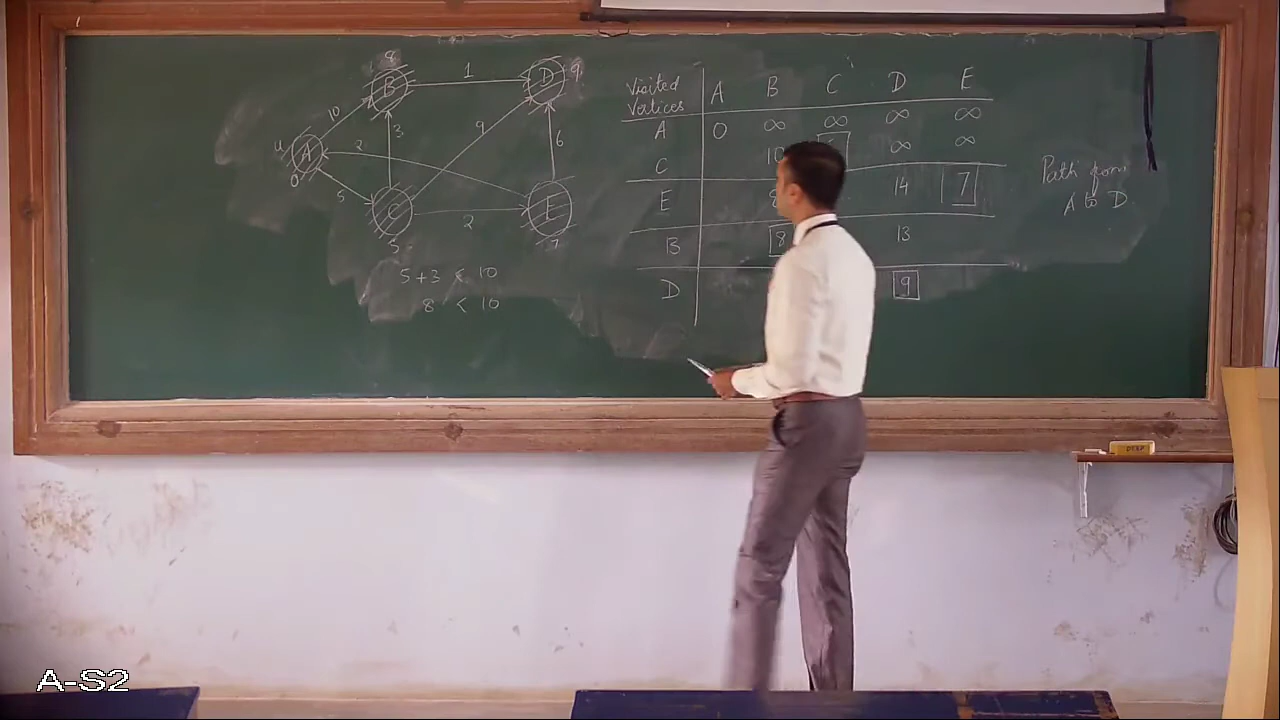 8
B
1
D
9
10
u
A
0
2
3
9
6
5
C
5
2
E
7
5+3 < 10
8 < 10
Visited
Vertices
A B C D E
A 0 ∞ ∞ ∞ ∞
C 10 ∞ ∞
E 8 14 7
B 8 13
D 9
Path from
A to D
A-S2